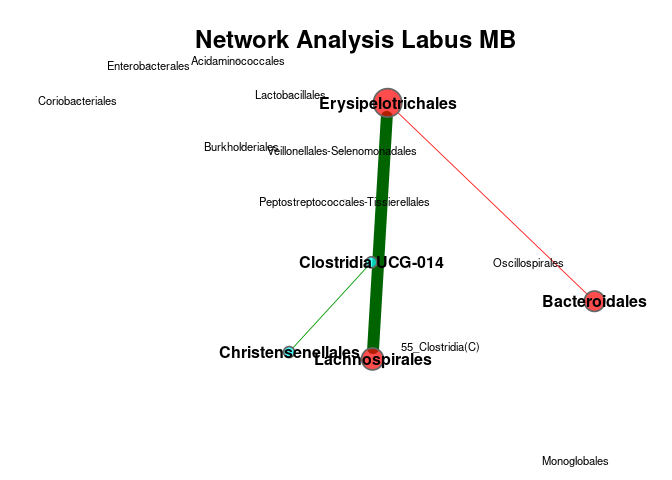 Network Analysis Labus MB
Acidaminococcales
Enterobacterales
Lactobacillales
Coriobacteriales
Erysipelotrichales
Burkholderiales
Veillonellales-Selenomonadales
Peptostreptococcales-Tissierellales
Clostridia UCG-014
Oscillospirales
Bacteroidales
55_Clostridia(C)
Christensenellales
Lachnospirales
Monoglobales